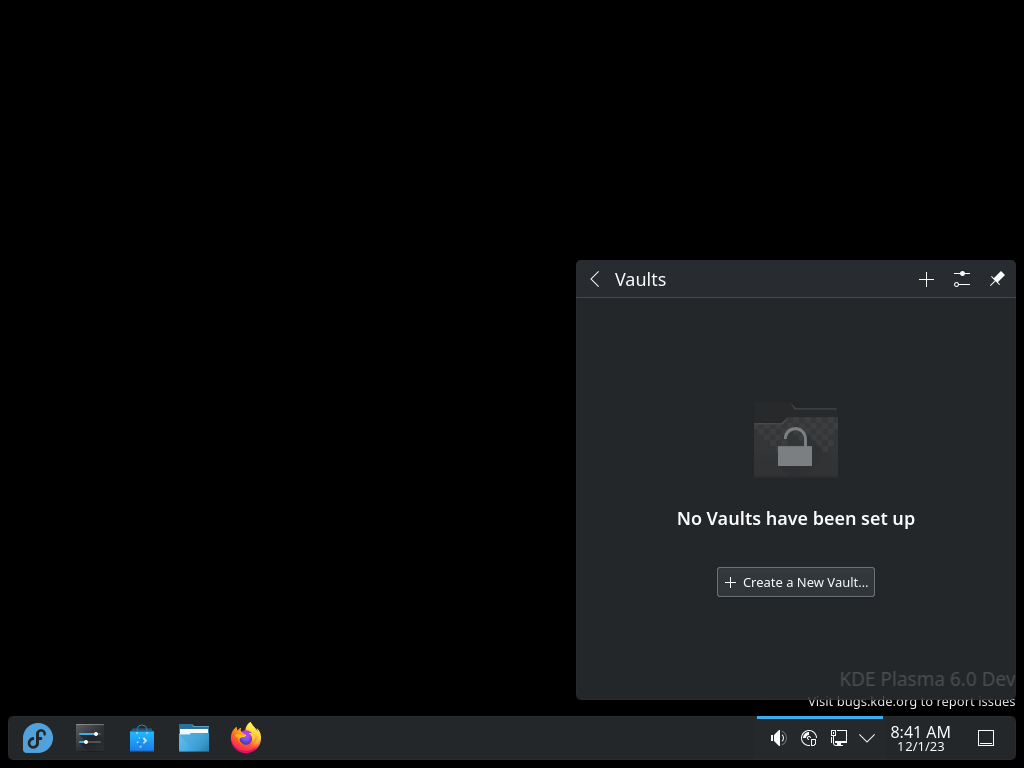 Vaults
No Vaults have been set up
Create a New Vault...
KDE Plasma 6.0 Dev
Visit bugs.kde.org to report issues
8:41 AM
12/1/23